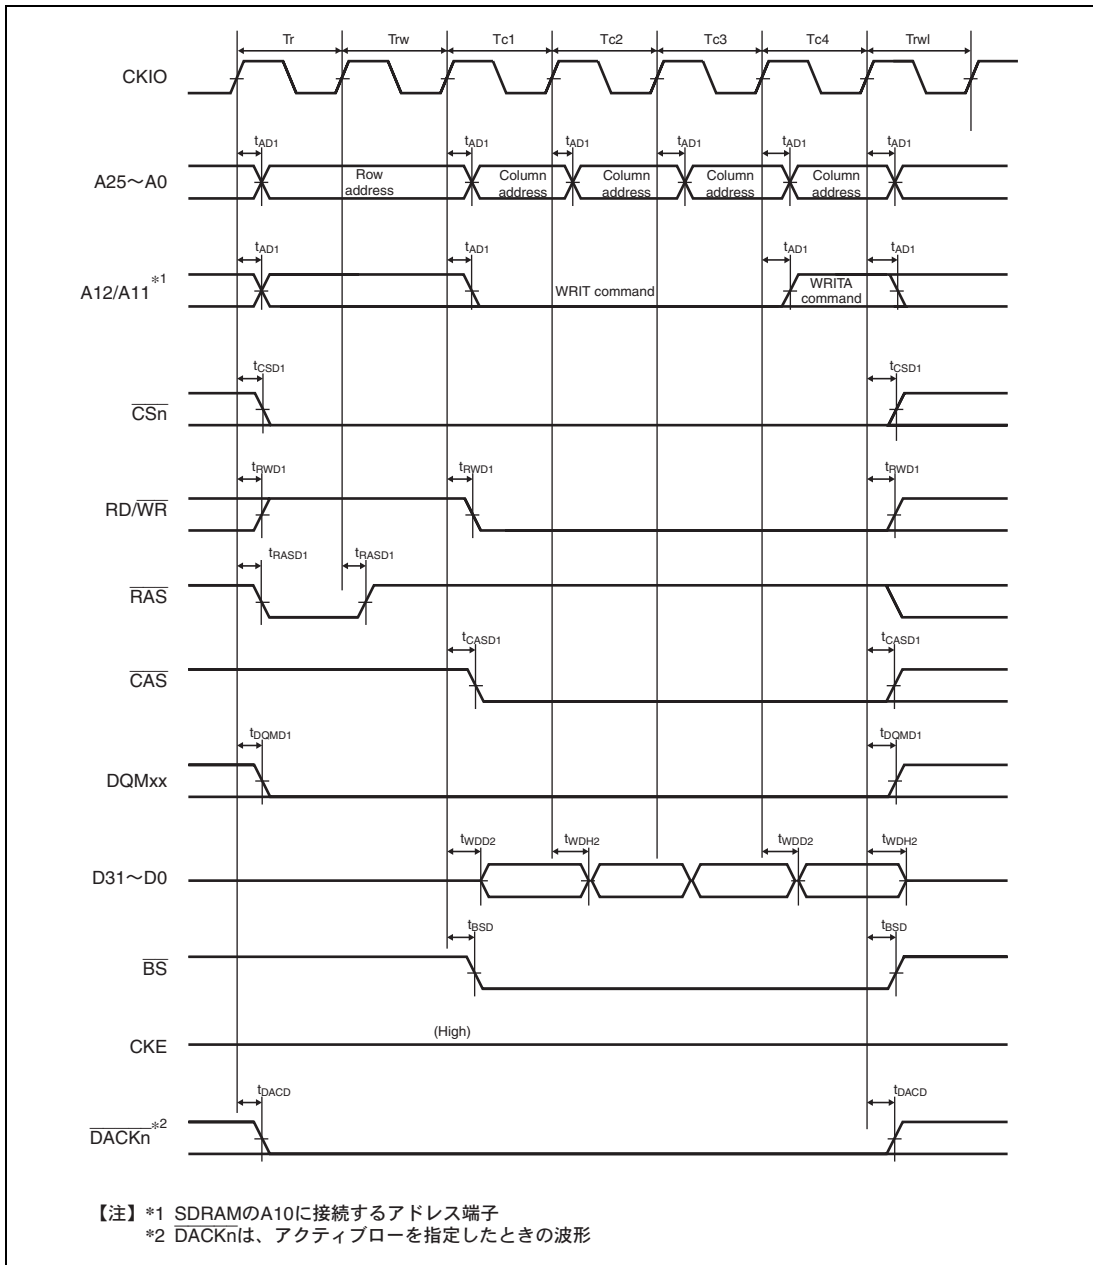 Tr Trw Tc1 Tc2 Tc3 Tc4 Trwl
CKIO
tAD1 tAD1 tAD1 tAD1 tAD1 tAD1
A25～A0
Row address Column address Column address Column address Column address
tAD1 tAD1 tAD1 tAD1
A12/A11*1
WRIT command WRITA command
tCSD1 tCSD1
CSn
tRWD1 tRWD1 tRWD1
RD/WR
tRASD1 tRASD1
RAS
tCASD1 tCASD1
CAS
tDQMD1 tDQMD1
DQMxx
tWDD2 tWDH2 tWDD2 tWDH2
D31～D0
tBSD tBSD
BS
(High)
CKE
tDACD tDACD
DACKn*2
【注】*1 SDRAMのA10に接続するアドレス端子
*2 DACKnは、アクティブローを指定したときの波形